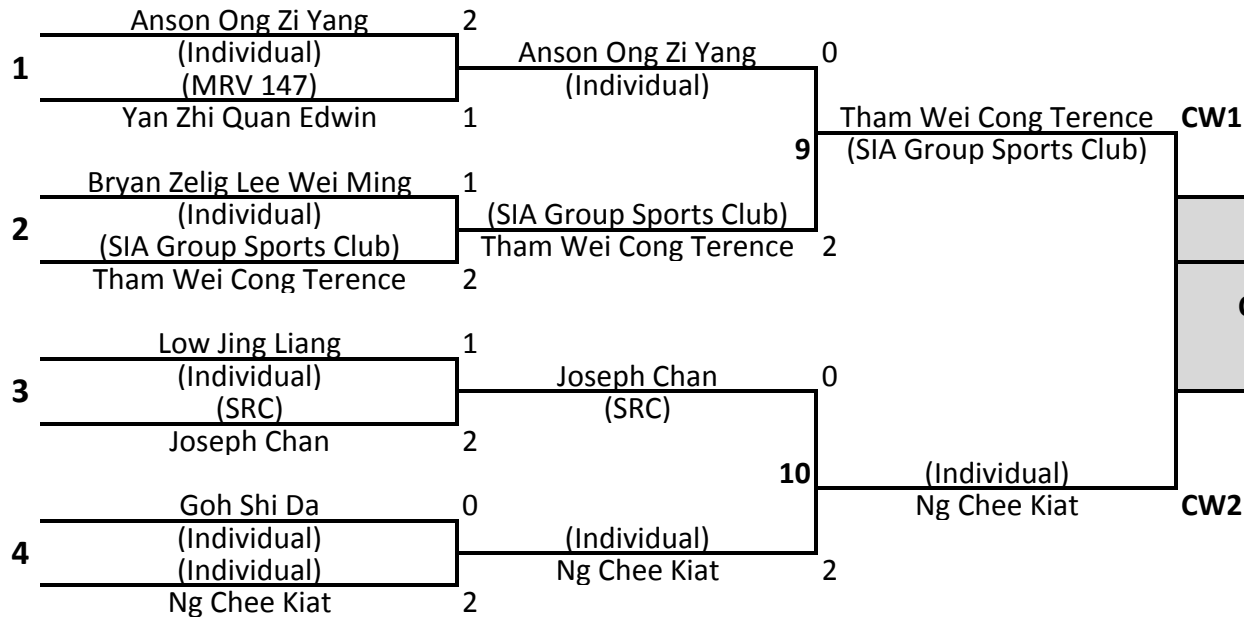 Anson Ong Zi Yang 2
1 (Individual)
(MRV 147)
Yan Zhi Quan Edwin 1
Anson Ong Zi Yang 0
(Individual)
Bryan Zelig Lee Wei Ming 1
2 (Individual)
(SIA Group Sports Club)
Tham Wei Cong Terence 2
(SIA Group Sports Club)
Tham Wei Cong Terence 2
9
Tham Wei Cong Terence CW1
(SIA Group Sports Club)
Low Jing Liang 1
3 (Individual)
(SRC)
Joseph Chan 2
Joseph Chan 0
(SRC)
Goh Shi Da 0
4 (Individual)
(Individual)
Ng Chee Kiat 2
(Individual)
Ng Chee Kiat 2
10
(Individual)
Ng Chee Kiat CW2